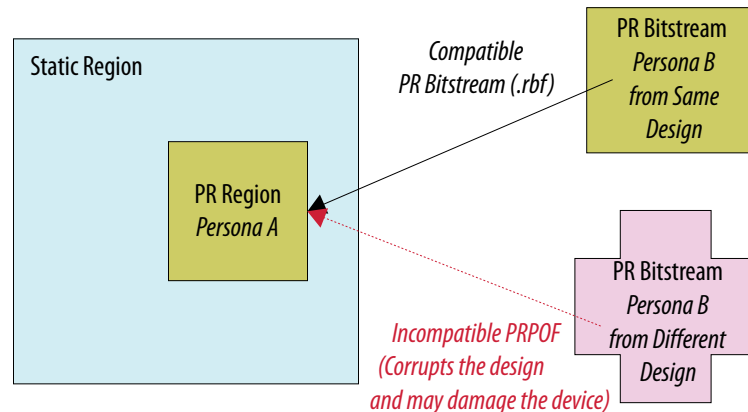 Static Region
PR Region
Persona A
Compatible
PR Bitstream (.rbf)
PR Bitstream
Persona B
from Same
Design
PR Bitstream
Persona B
from Different
Design
Incompatible PRPOF
(Corrupts the design
and may damage the device)